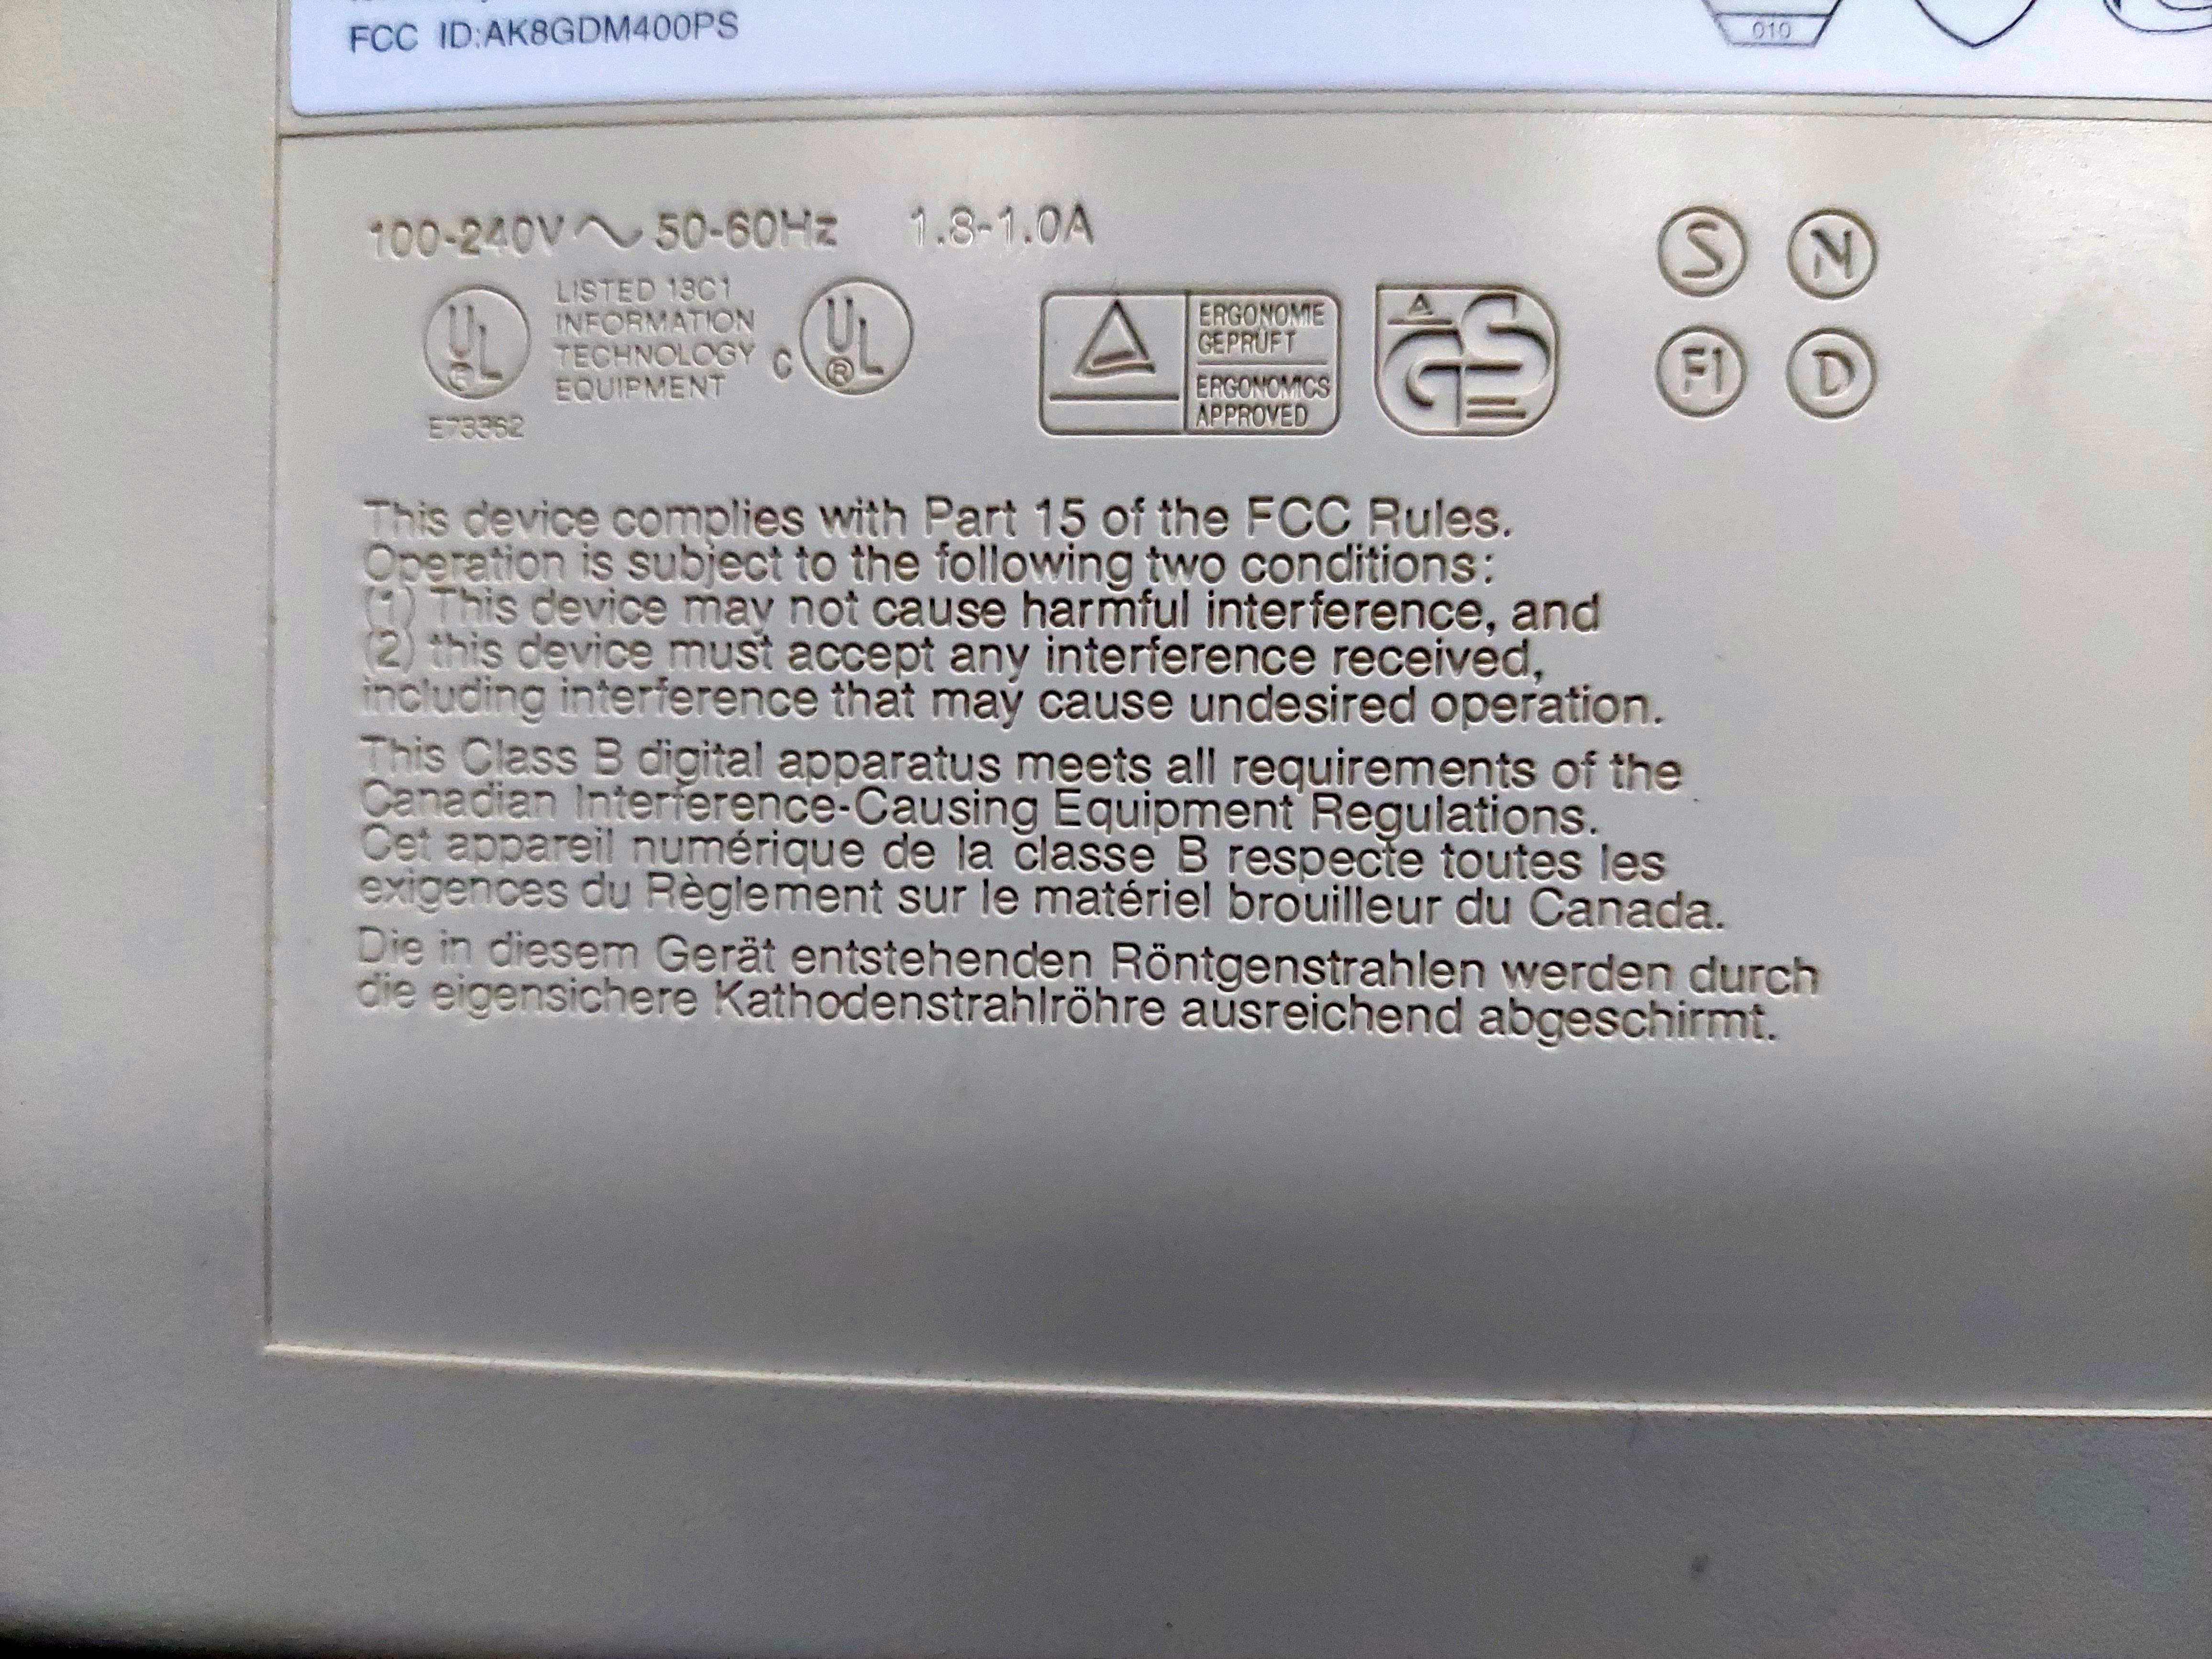 FCC ID:AK8GDM400PS
010
100-240V ~ 50-60Hz 1.8-1.0A
UL
LISTED 13C1
INFORMATION
TECHNOLOGY
EQUIPMENT
E73362
C UL ®
ERGONOMIE
GEPRÜFT
ERGONOMICS
APPROVED
GS
S N
FI D
This device complies with Part 15 of the FCC Rules.
Operation is subject to the following two conditions:
(1) This device may not cause harmful interference, and
(2) this device must accept any interference received,
including interference that may cause undesired operation.
This Class B digital apparatus meets all requirements of the
Canadian Interference-Causing Equipment Regulations.
Cet appareil numérique de la classe B respecte toutes les
exigences du Règlement sur le matériel brouilleur du Canada.
Die in diesem Gerät entstehenden Röntgenstrahlen werden durch
die eigensichere Kathodenstrahlröhre ausreichend abgeschirmt.